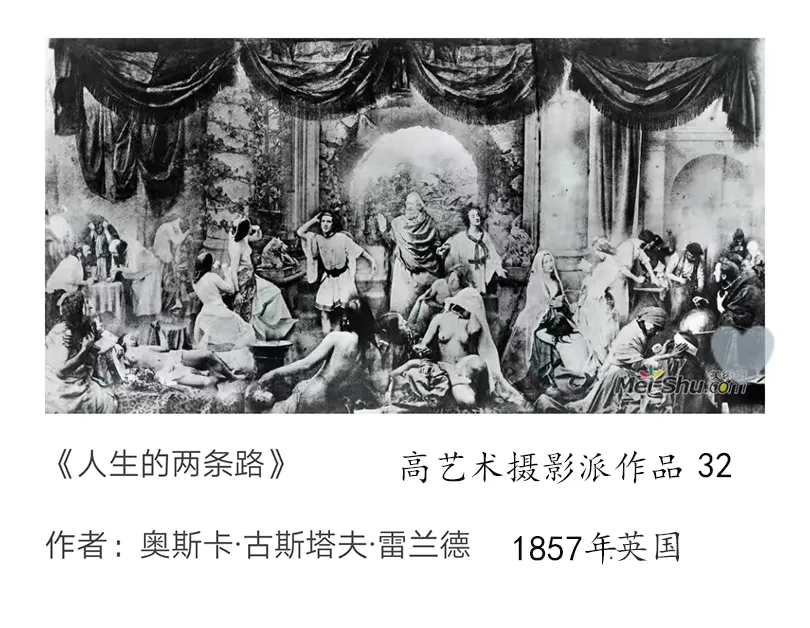 Mei-Shu.com
《人生的两条路》
高艺术摄影派作品 32
作者：奥斯卡·古斯塔夫·雷兰德
1857年.英国